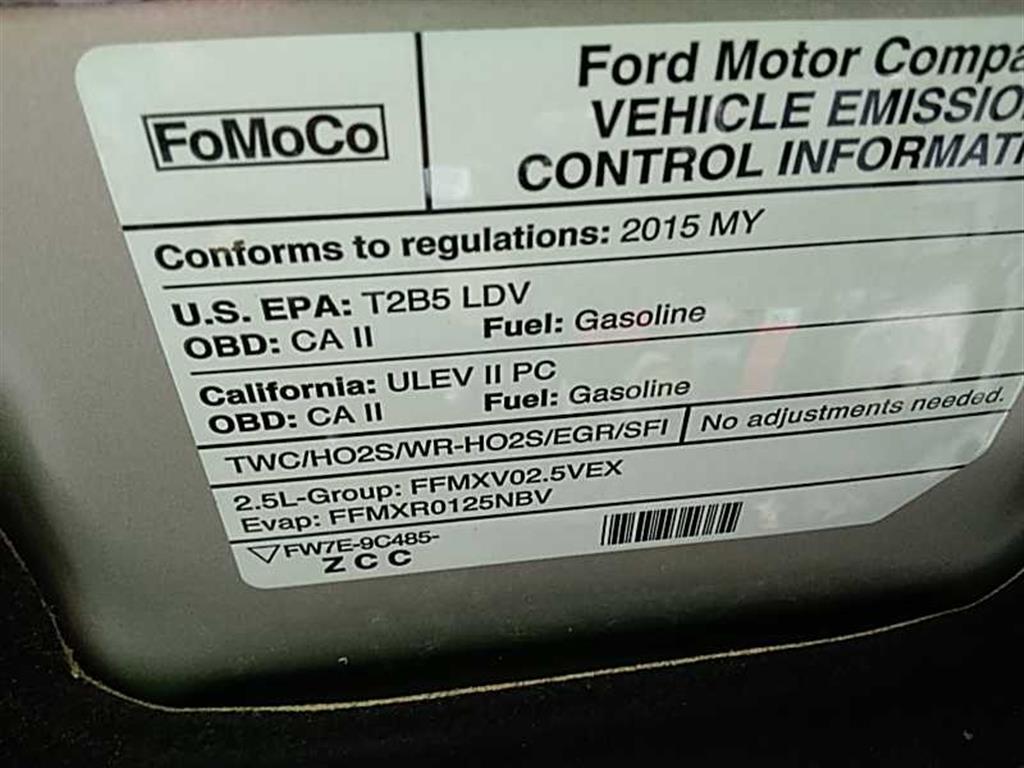 FoMoCo
Ford Motor Compa
VEHICLE EMISSIO
CONTROL INFORMATI
Conforms to regulations: 2015 MY
U.S. EPA: T2B5 LDV
OBD: CA II Fuel: Gasoline
California: ULEV II PC
OBD: CA II Fuel: Gasoline
TWC/HO2S/WR-HO2S/EGR/SFI No adjustments needed.
2.5L-Group: FFMXV02.5VEX
Evap: FFMXR0125NBV
FW7E-9C485-
ZCC